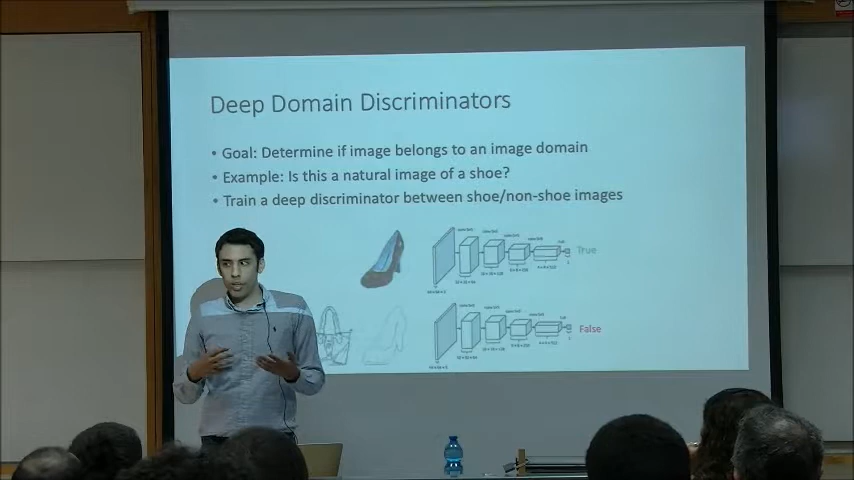 Deep Domain Discriminators
• Goal: Determine if image belongs to an image domain
• Example: Is this a natural image of a shoe?
• Train a deep discriminator between shoe/non-shoe images
True
False